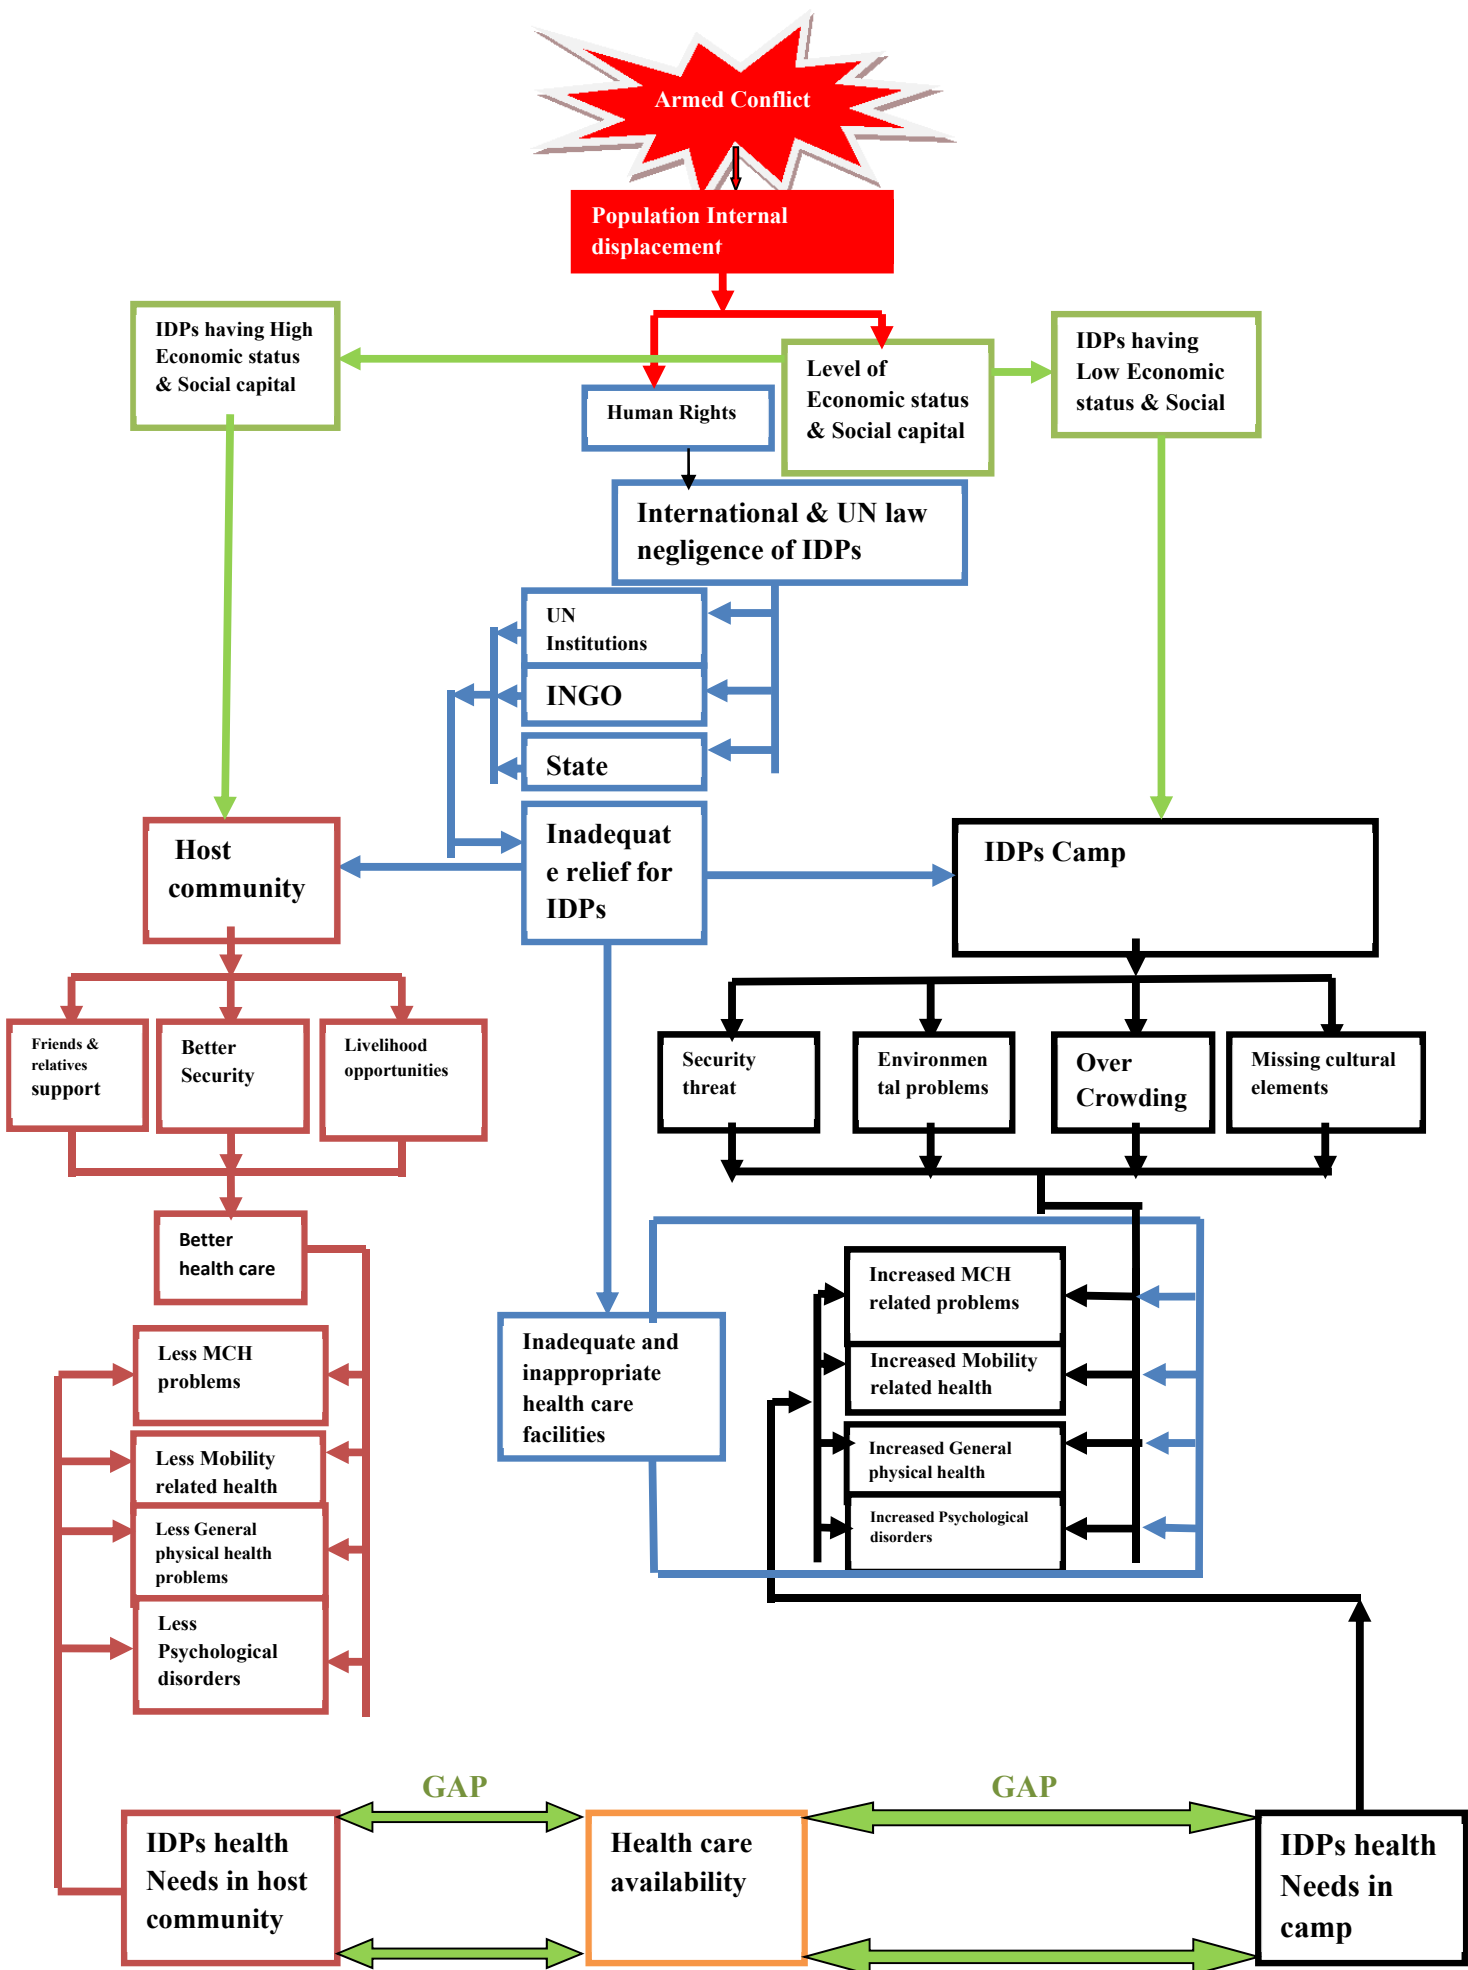 Armed Conflict
Population Internal
displacement
IDPs having High
Economic status
& Social capital
Level of
Economic status
& Social capital
IDPs having
Low Economic
status & Social
Human Rights
International & UN law
negligence of IDPs
UN
Institutions
INGO
State
Inadequat
e relief for
IDPs
Host
community
IDPs Camp
Friends &
relatives
support
Better
Security
Livelihood
opportunities
Security
threat
Environmen
tal problems
Over
Crowding
Missing cultural
elements
Better
health care
Less MCH
problems
Less Mobility
related health
Less General
physical health
problems
Less
Psychological
disorders
Inadequate and
inappropriate
health care
facilities
Increased MCH
related problems
Increased Mobility
related health
Increased General
physical health
Increased Psychological
disorders
GAP
GAP
IDPs health
Needs in host
community
Health care
availability
IDPs health
Needs in
camp